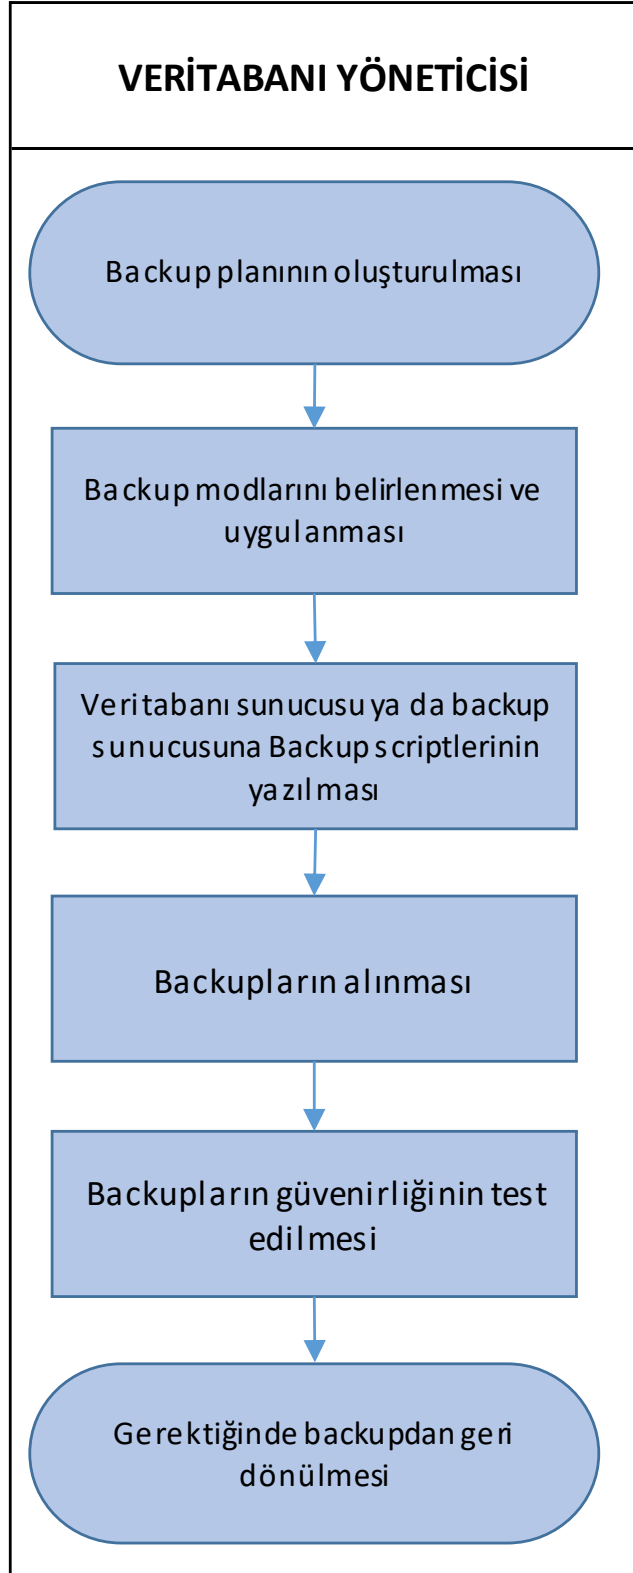 VERİTABANI YÖNETİCİSİ
Backup planının oluşturulması
Backup modlarını belirlenmesi ve
uygulanması
Veritabanı sunucusu ya da backup
sunucusuna Backup scriptlerinin
yazılması
Backupların alınması
Backupların güvenirliğinin test
edilmesi
Gerektiğinde backupdan geri
dönülmesi